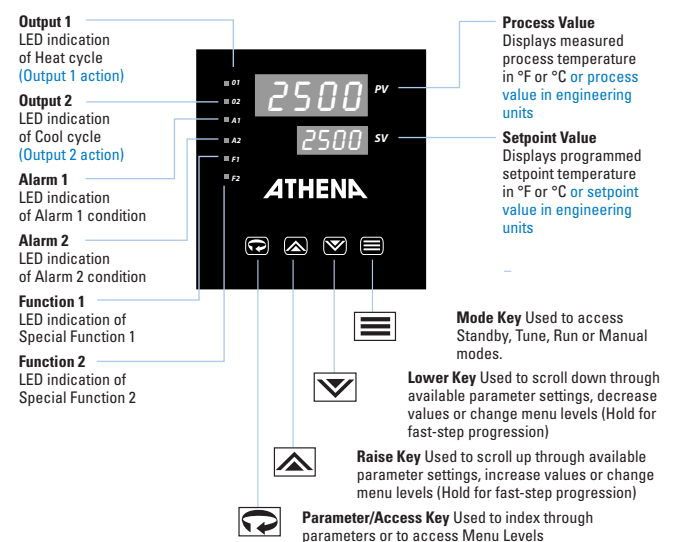 Output 1
LED indication
of Heat cycle
(Output 1 action)
Output 2
LED indication
of Cool cycle
(Output 2 action)
Alarm 1
LED indication
of Alarm 1 condition
Alarm 2
LED indication
of Alarm 2 condition
Function 1
LED indication of
Special Function 1
Function 2
LED indication of
Special Function 2
01
02
A1
A2
F1
F2
2500 PV
2500 SV
ATHENA
Process Value
Displays measured
process temperature
in °F or °C or process
value in engineering
units
Setpoint Value
Displays programmed
setpoint temperature
in °F or °C or setpoint
value in engineering
units
Mode Key Used to access
Standby, Tune, Run or Manual
modes.
Lower Key Used to scroll down through
available parameter settings, decrease
values or change menu levels (Hold for
fast-step progression)
Raise Key Used to scroll up through available
parameter settings, increase values or change
menu levels (Hold for fast-step progression)
Parameter/Access Key Used to index through
parameters or to access Menu Levels